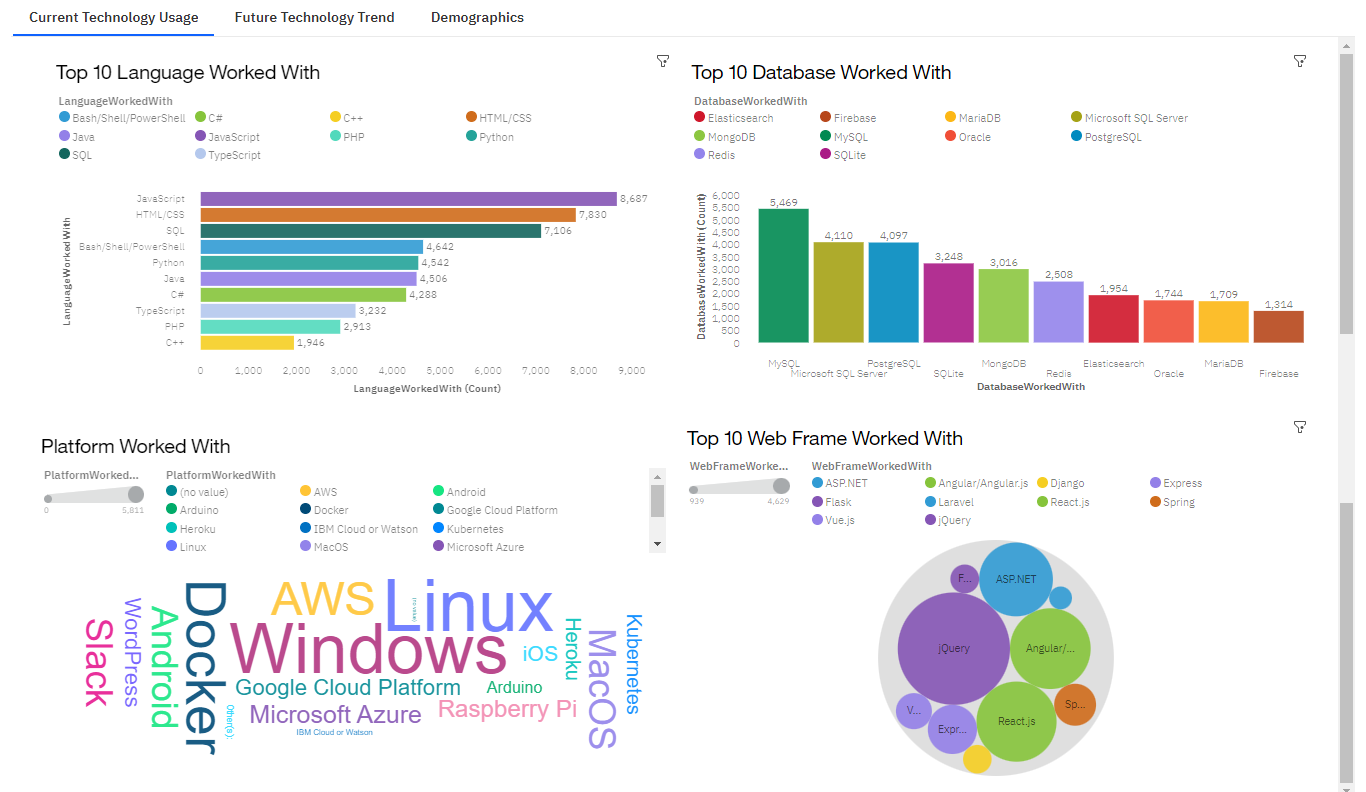 Current Technology Usage Future Technology Trend Demographics
Top 10 Language Worked With
LanguageWorkedWith
Bash/Shell/PowerShell C# C++ HTML/CSS
Java JavaScript PHP Python
SQL TypeScript
LanguageWorkedWith
JavaScript 8,687
HTML/CSS 7,830
SQL 7,106
Bash/Shell/PowerShell 4,642
Python 4,542
Java 4,506
C# 4,288
TypeScript 3,232
PHP 2,913
C++ 1,946
0 1,000 2,000 3,000 4,000 5,000 6,000 7,000 8,000 9,000
LanguageWorkedWith (Count)
Top 10 Database Worked With
DatabaseWorkedWith
Elasticsearch Firebase MariaDB Microsoft SQL Server
MongoDB MySQL Oracle PostgreSQL
Redis SQLite
DatabaseWorkedWith (Count)
6,000
5,500
5,000
4,500
4,000
3,500
3,000
2,500
2,000
1,500
1,000
500
0
5,469 4,110 4,097 3,248 3,016 2,508 1,954 1,744 1,709 1,314
MySQL PostgreSQL MongoDB Elasticsearch MariaDB
Microsoft SQL Server SQLite Redis Oracle Firebase
DatabaseWorkedWith
Platform Worked With
PlatformWorked... PlatformWorkedWith
0 5,811
(no value) AWS Android
Arduino Docker Google Cloud Platform
Heroku IBM Cloud or Watson Kubernetes
Linux MacOS Microsoft Azure
Slack
WordPress
Android
Docker
AWS
Linux
(no value)
Windows
iOS
Heroku
MacOS
Kubernetes
Google Cloud Platform
Arduino
Microsoft Azure
Raspberry Pi
Other(s):
IBM Cloud or Watson
Top 10 Web Frame Worked With
WebFrameWorke... WebFrameWorkedWith
939 4,629
ASP.NET Angular/Angular.js Django Express
Flask Laravel React.js Spring
Vue.js jQuery
F... ASP.NET
jQuery Angular/...
V... Expr... React.js Sp...